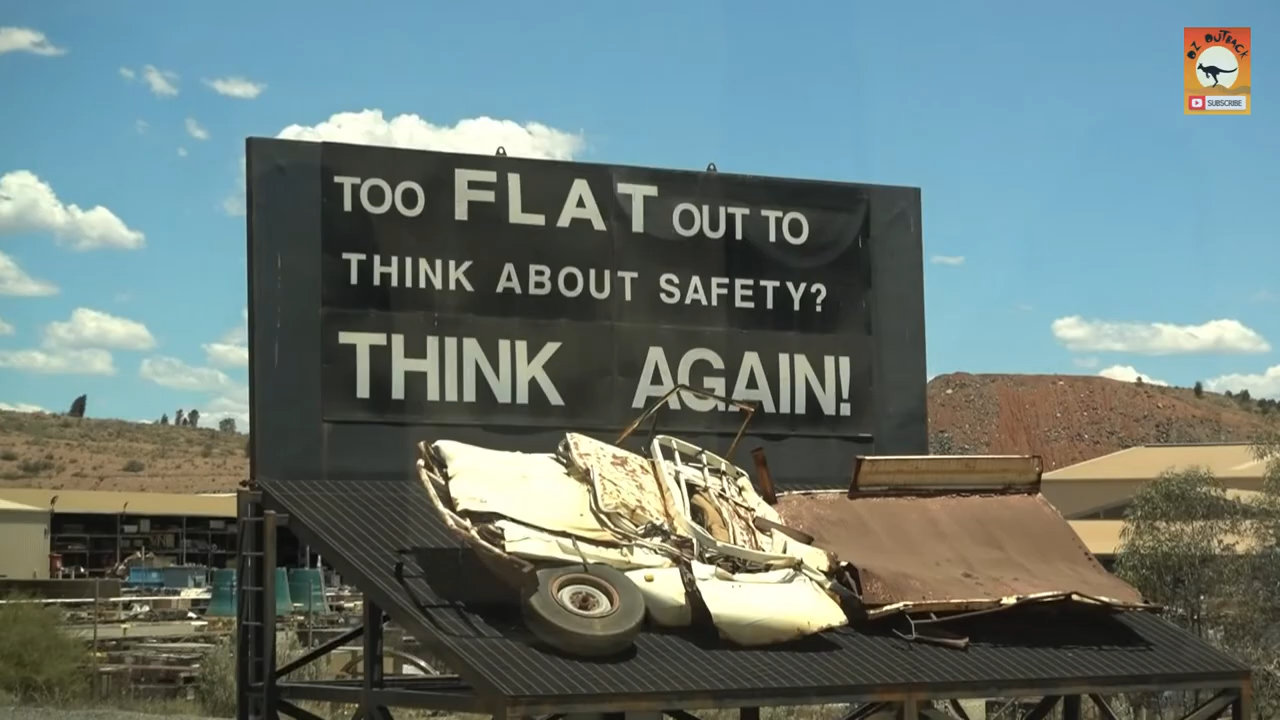 TOO FLAT OUT TO
THINK ABOUT SAFETY?
THINK AGAIN!
OZ OUTBACK
SUBSCRIBE